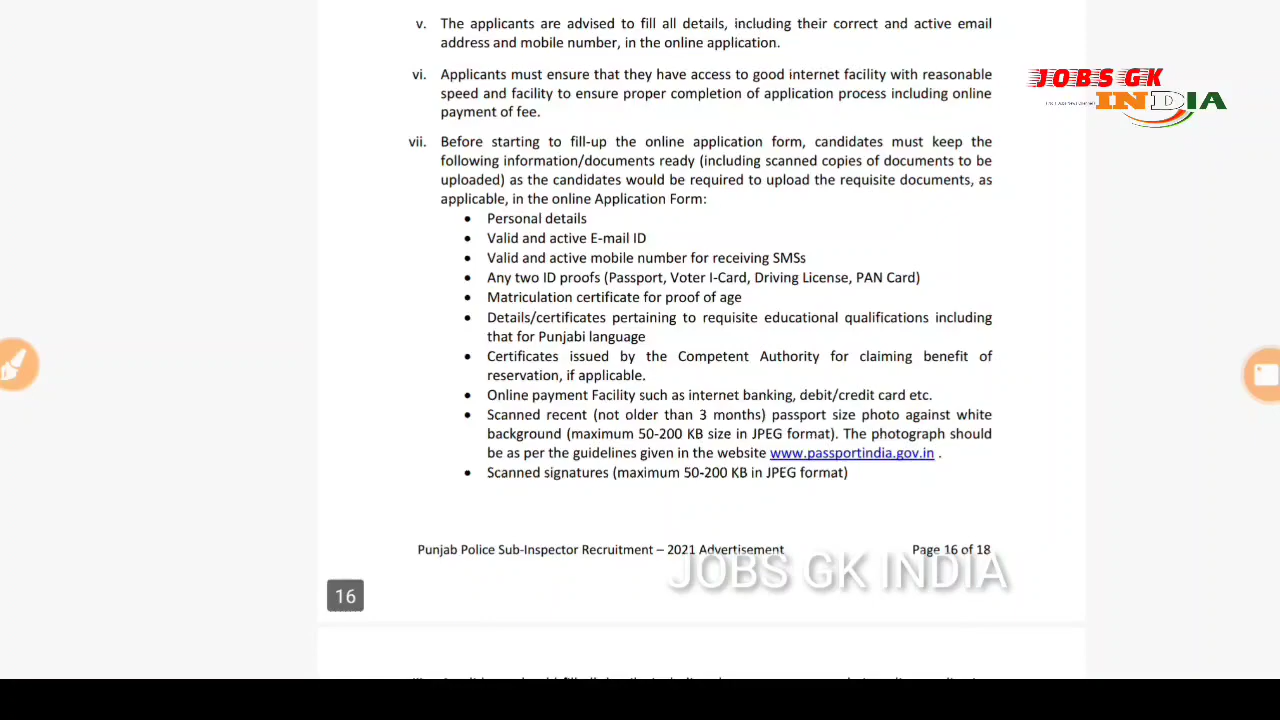 v. The applicants are advised to fill all details, including their correct and active email
address and mobile number, in the online application.
vi. Applicants must ensure that they have access to good internet facility with reasonable
speed and facility to ensure proper completion of application process including online
payment of fee.
vii. Before starting to fill-up the online application form, candidates must keep the
following information/documents ready (including scanned copies of documents to be
uploaded) as the candidates would be required to upload the requisite documents, as
applicable, in the online Application Form:
• Personal details
• Valid and active E-mail ID
• Valid and active mobile number for receiving SMSs
• Any two ID proofs (Passport, Voter I-Card, Driving License, PAN Card)
• Matriculation certificate for proof of age
• Details/certificates pertaining to requisite educational qualifications including
that for Punjabi language
• Certificates issued by the Competent Authority for claiming benefit of
reservation, if applicable.
• Online payment Facility such as internet banking, debit/credit card etc.
• Scanned recent (not older than 3 months) passport size photo against white
background (maximum 50-200 KB size in JPEG format). The photograph should
be as per the guidelines given in the website www.passportindia.gov.in .
• Scanned signatures (maximum 50-200 KB in JPEG format)
Punjab Police Sub-Inspector Recruitment – 2021 Advertisement Page 16 of 18
JOBS GK INDIA
16
JOBS GK
INDIA